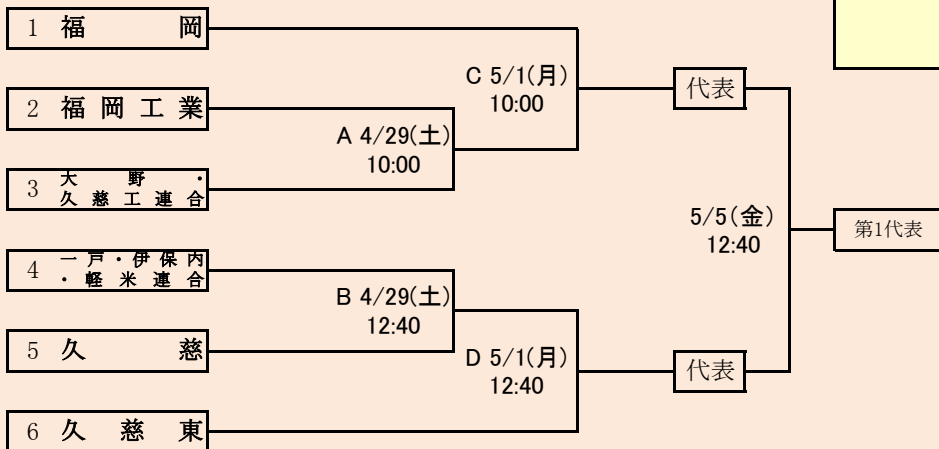 1 福岡
C 5/1(月)
10:00
代表
2 福岡工業
A 4/29(土)
10:00
3 大野・
久慈工連合
5/5(金)
12:40
第1代表
4 一戸・伊保内
・軽米連合
B 4/29(土)
12:40
5 久慈
D 5/1(月)
12:40
代表
6 久慈東